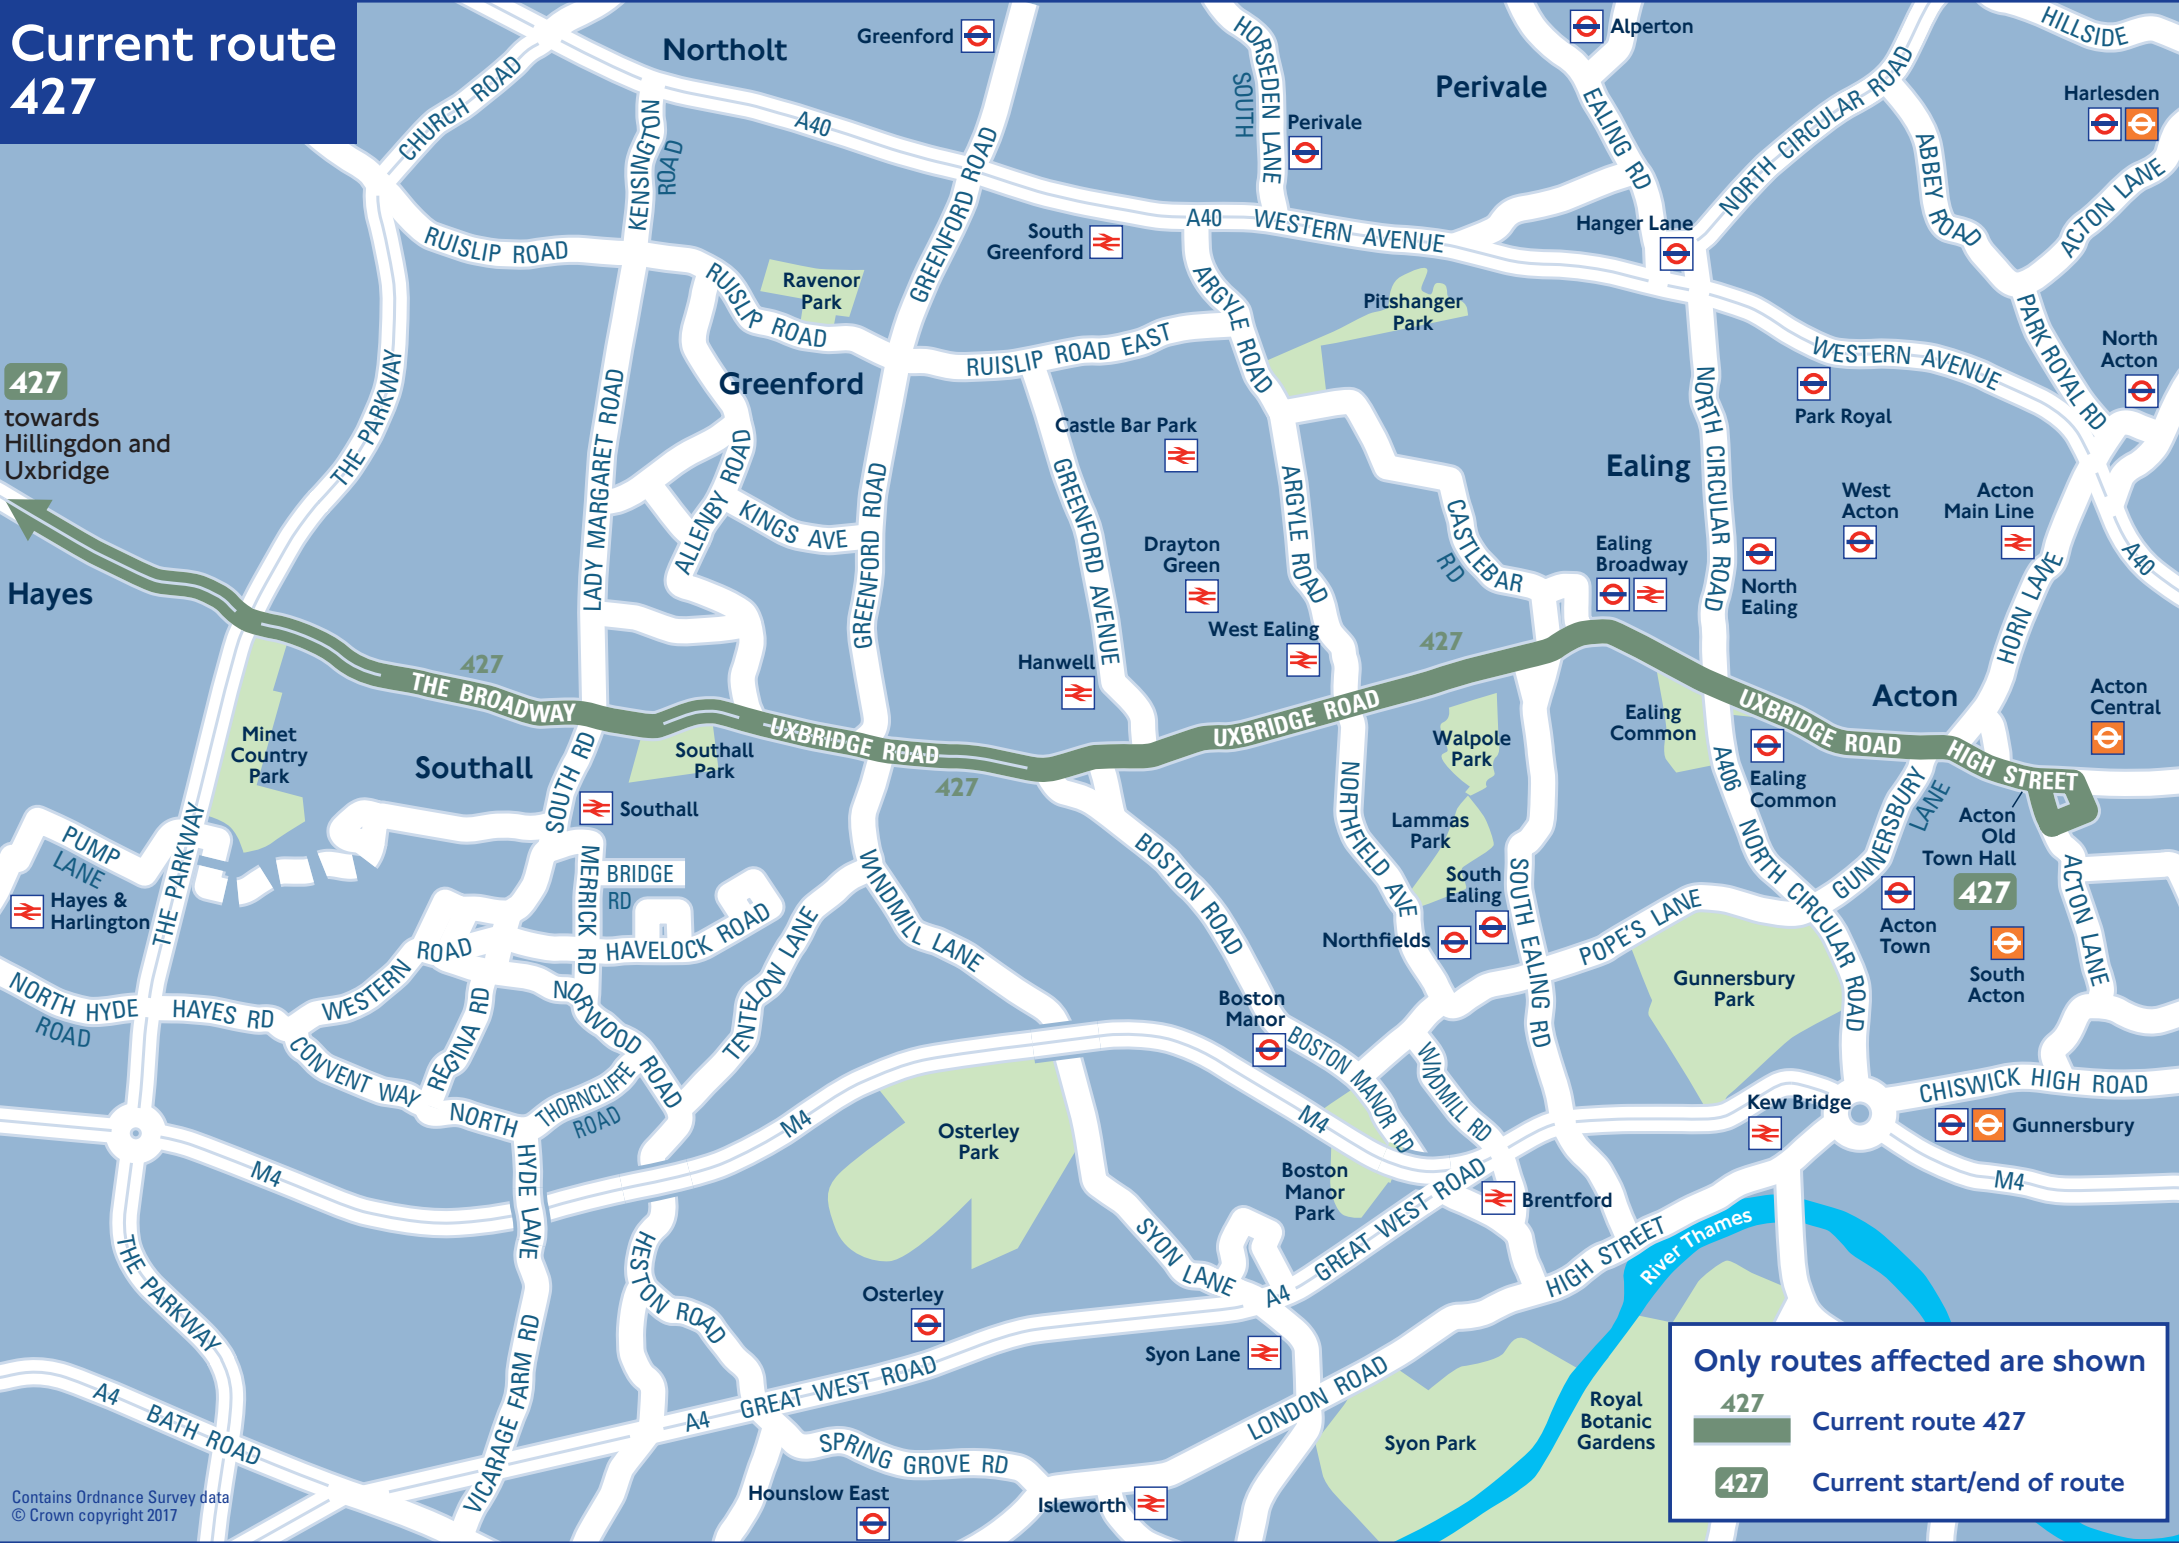 Current route
427
Northolt
Greenford
HORSEDEN LANE
SOUTH
Perivale
Alperton
Perivale
HILLSIDE
Harlesden
CHURCH ROAD
KENSINGTON
ROAD
A40
GREENFORD ROAD
EALING RD
NORTH CIRCULAR ROAD
ABBEY ROAD
ACTON LANE
RUISLIP ROAD
South
Greenford
A40
WESTERN AVENUE
Hanger Lane
RUISLIP ROAD
Ravenor
Park
ARGYLE ROAD
Pitshanger
Park
PARK ROYAL RD
North
Acton
RUISLIP ROAD EAST
WESTERN AVENUE
Park Royal
427
towards
Hillingdon and
Uxbridge
THE PARKWAY
LADY MARGARET ROAD
Greenford
ALLENBY ROAD
KINGS AVE
GREENFORD ROAD
GREENFORD AVENUE
Castle Bar Park
ARGYLE ROAD
CASTLEBAR
RD
Ealing
NORTH CIRCULAR ROAD
West
Acton
Acton
Main Line
Drayton
Green
Ealing
Broadway
North
Ealing
HORN LANE
A40
Hayes
West Ealing
427
Hanwell
427
THE BROADWAY
UXBRIDGE ROAD
427
UXBRIDGE ROAD
UXBRIDGE ROAD
Acton
HIGH STREET
Acton
Central
Minet
Country
Park
Southall
SOUTH RD
Southall
Park
Southall
Walpole
Park
Ealing
Common
A406
Ealing
Common
Lammas
Park
GUNNERSBURY
LANE
Acton
Old
Town Hall
427
PUMP
LANE
Hayes &
Harlington
THE PARKWAY
MERRICK RD
BRIDGE
RD
HAVELOCK ROAD
WINDMILL LANE
BOSTON ROAD
NORTHFIELD AVE
South
Ealing
SOUTH EALING RD
Northfields
POPE'S LANE
NORTH CIRCULAR ROAD
Acton
Town
South
Acton
ACTON LANE
NORTH HYDE
ROAD
HAYES RD
WESTERN ROAD
REGINA RD
NORWOOD ROAD
TENTELOW LANE
CONVENT WAY
Gunnersbury
Park
Boston
Manor
BOSTON MANOR RD
WINDMILL RD
NORTH HYDE LANE
THORNCLIFFE
ROAD
M4
M4
M4
Osterley
Park
Boston
Manor
Park
Kew Bridge
CHISWICK HIGH ROAD
Gunnersbury
M4
Brentford
THE PARKWAY
HESTON ROAD
SYON LANE
A4
GREAT WEST ROAD
HIGH STREET
River Thames
Osterley
Syon Lane
VICARAGE FARM RD
A4
GREAT WEST ROAD
A4
BATH ROAD
LONDON ROAD
SPRING GROVE RD
Syon Park
Royal
Botanic
Gardens
Hounslow East
Isleworth
Only routes affected are shown
427
Current route 427
427
Current start/end of route
Contains Ordnance Survey data
© Crown copyright 2017